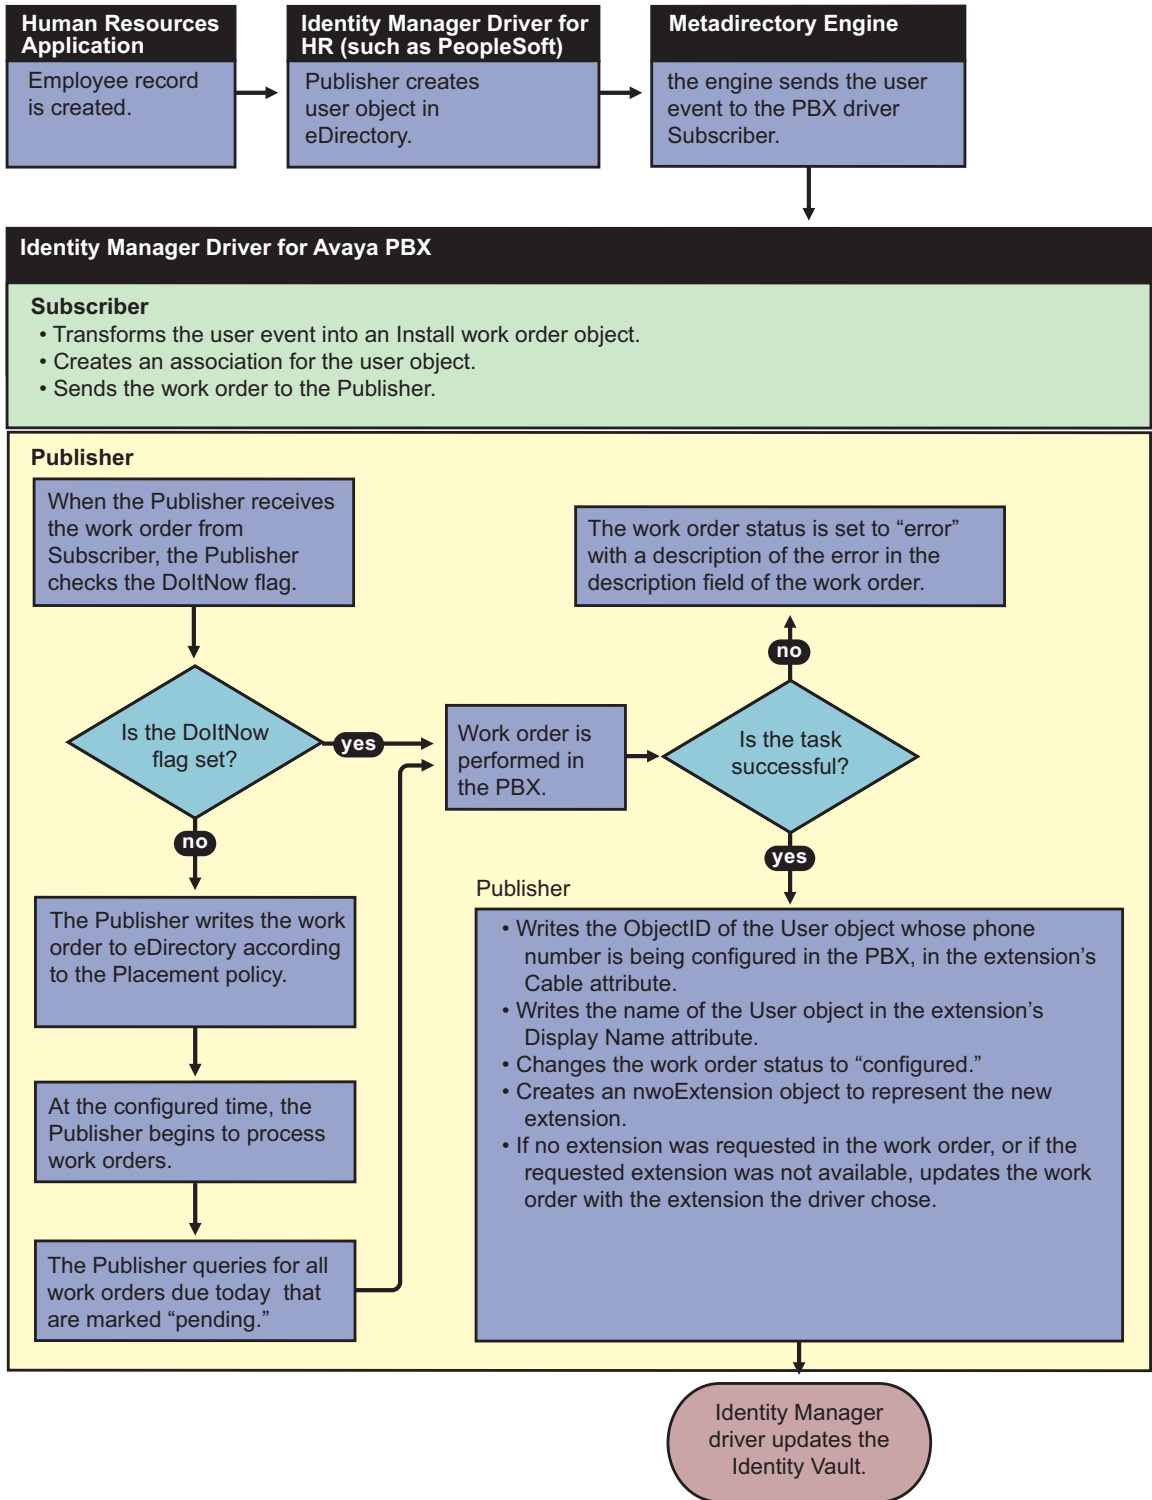 Human Resources
Application
Employee record
is created.
Identity Manager Driver for
HR (such as PeopleSoft)
Publisher creates
user object in
eDirectory.
Metadirectory Engine
the engine sends the user
event to the PBX driver
Subscriber.
Identity Manager Driver for Avaya PBX
Subscriber
• Transforms the user event into an Install work order object.
• Creates an association for the user object.
• Sends the work order to the Publisher.
Publisher
When the Publisher receives
the work order from
Subscriber, the Publisher
checks the DoItNow flag.
Is the DoItNow
flag set?
yes
no
The Publisher writes the work
order to eDirectory according
to the Placement policy.
At the configured time, the
Publisher begins to process
work orders.
The Publisher queries for all
work orders due today that
are marked “pending.”
Work order is
performed in
the PBX.
Is the task
successful?
no
The work order status is set to “error”
with a description of the error in the
description field of the work order.
yes
Publisher
• Writes the ObjectID of the User object whose phone
number is being configured in the PBX, in the extension’s
Cable attribute.
• Writes the name of the User object in the extension’s
Display Name attribute.
• Changes the work order status to “configured.”
• Creates an nwoExtension object to represent the new
extension.
• If no extension was requested in the work order, or if the
requested extension was not available, updates the work
order with the extension the driver chose.
Identity Manager
driver updates the
Identity Vault.